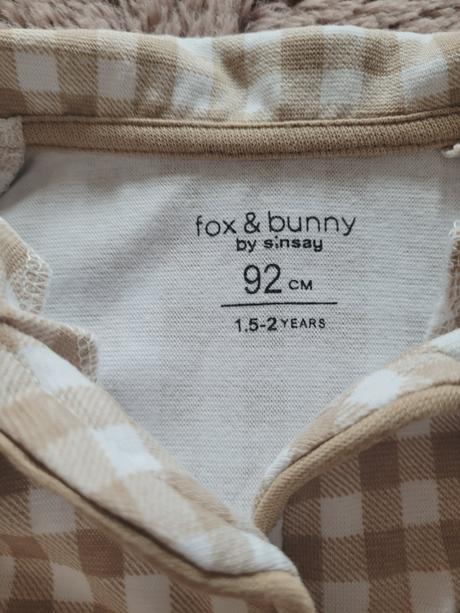 fox & bunny
by sinsay
92 CM
1.5-2 YEARS